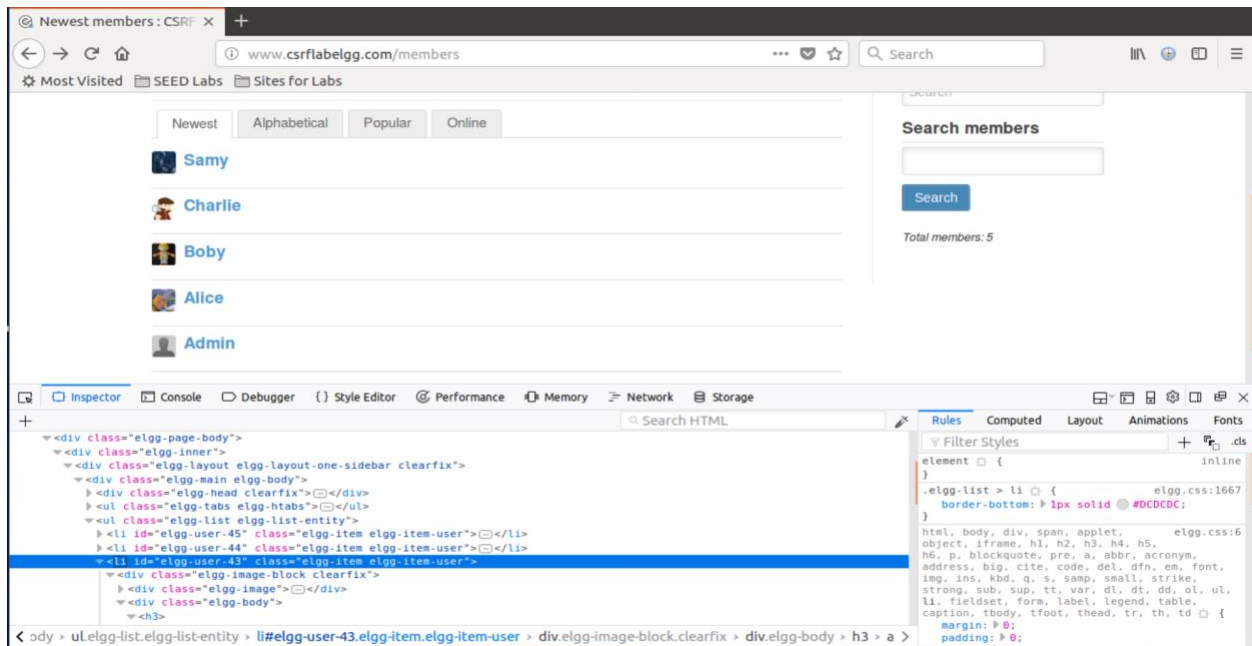 Newest members : CSRF
www.csrflabelgg.com/members
Search
Most Visited SEED Labs Sites for Labs
Newest Alphabetical Popular Online
Samy
Charlie
Boby
Alice
Admin
Search
Search members
Search
Total members: 5
Inspector Console Debugger { } Style Editor Performance Memory Network Storage
+ Search HTML
<div class="elgg-page-body">
<div class="elgg-inner">
<div class="elgg-layout elgg-layout-one-sidebar clearfix">
<div class="elgg-main elgg-body">
<div class="elgg-head clearfix"></div>
<ul class="elgg-tabs elgg-htabs"></ul>
<ul class="elgg-list elgg-list-entity">
<li id="elgg-user-45" class="elgg-item elgg-item-user"></li>
<li id="elgg-user-44" class="elgg-item elgg-item-user"></li>
<li id="elgg-user-43" class="elgg-item elgg-item-user">
<div class="elgg-image-block clearfix">
<div class="elgg-image"></div>
<div class="elgg-body">
<h3>
ody > ul.elgg-list.elgg-list-entity > li#elgg-user-43.elgg-item.elgg-item-user > div.elgg-image-block.clearfix > div.elgg-body > h3 > a
Rules Computed Layout Animations Fonts
Filter Styles + .cls
element { inline
}
.elgg-list > li { elgg.css:1667
border-bottom: 1px solid #DCDCDC;
}
html, body, div, span, applet, elgg.css:6
object, iframe, h1, h2, h3, h4, h5,
h6, p, blockquote, pre, a, abbr, acronym,
address, big, cite, code, del, dfn, em, font,
img, ins, kbd, q, s, samp, small, strike,
strong, sub, sup, tt, var, dl, dt, dd, ol, ul,
li, fieldset, form, label, legend, table,
caption, tbody, tfoot, thead, tr, th, td {
margin: 0;
padding: 0;